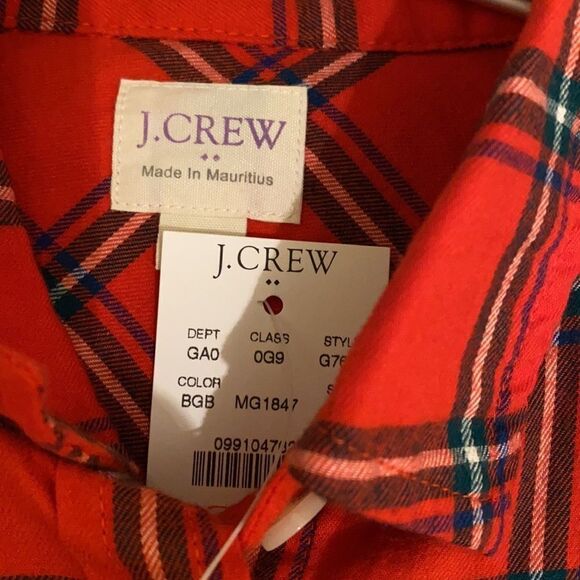 J.CREW
Made In Mauritius
J.CREW
DEPT CLASS
GA0 0G9
COLOR
BGB MG1847